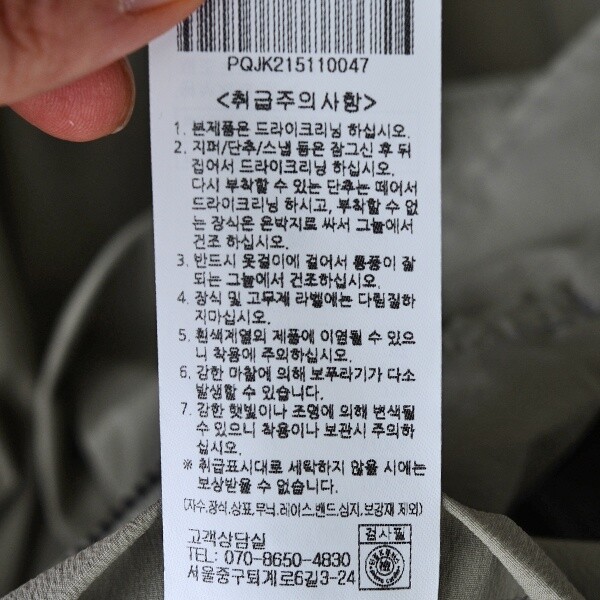 PQJK215110047
<취급주의사항>
1. 본제품은 드라이크리닝 하십시오.
2. 지퍼/단추/스냅 등은 잠그신 후 뒤
집어서 드라이크리닝 하십시오.
다시 부착할 수 있는 단추는 떼어서
드라이크리닝 하시고, 부착할 수 없
는 장식은 은박지로 싸서 그늘에서
건조 하십시오.
3. 반드시 옷걸이에 걸어서 통풍이 잘
되는 그늘에서 건조하십시오.
4. 장식 및 고무제 라벨에는 다림질하
지마십시오.
5. 흰색계열의 제품에 이염될 수 있으
니 착용에 주의하십시오.
6. 강한 마찰에 의해 보푸라기가 다소
발생할 수 있습니다.
7. 강한 햇빛이나 조명에 의해 변색될
수 있으니 착용이나 보관시 주의하
십시오.
※ 취급표시대로 세탁하지 않을 시에는
보상받을 수 없습니다.
(자수,장식,상표,무늬,레이스,밴드,심지,보강재 제외)
고객상담실
TEL: 070-8650-4830
서울중구퇴계로6길3-24
검사필